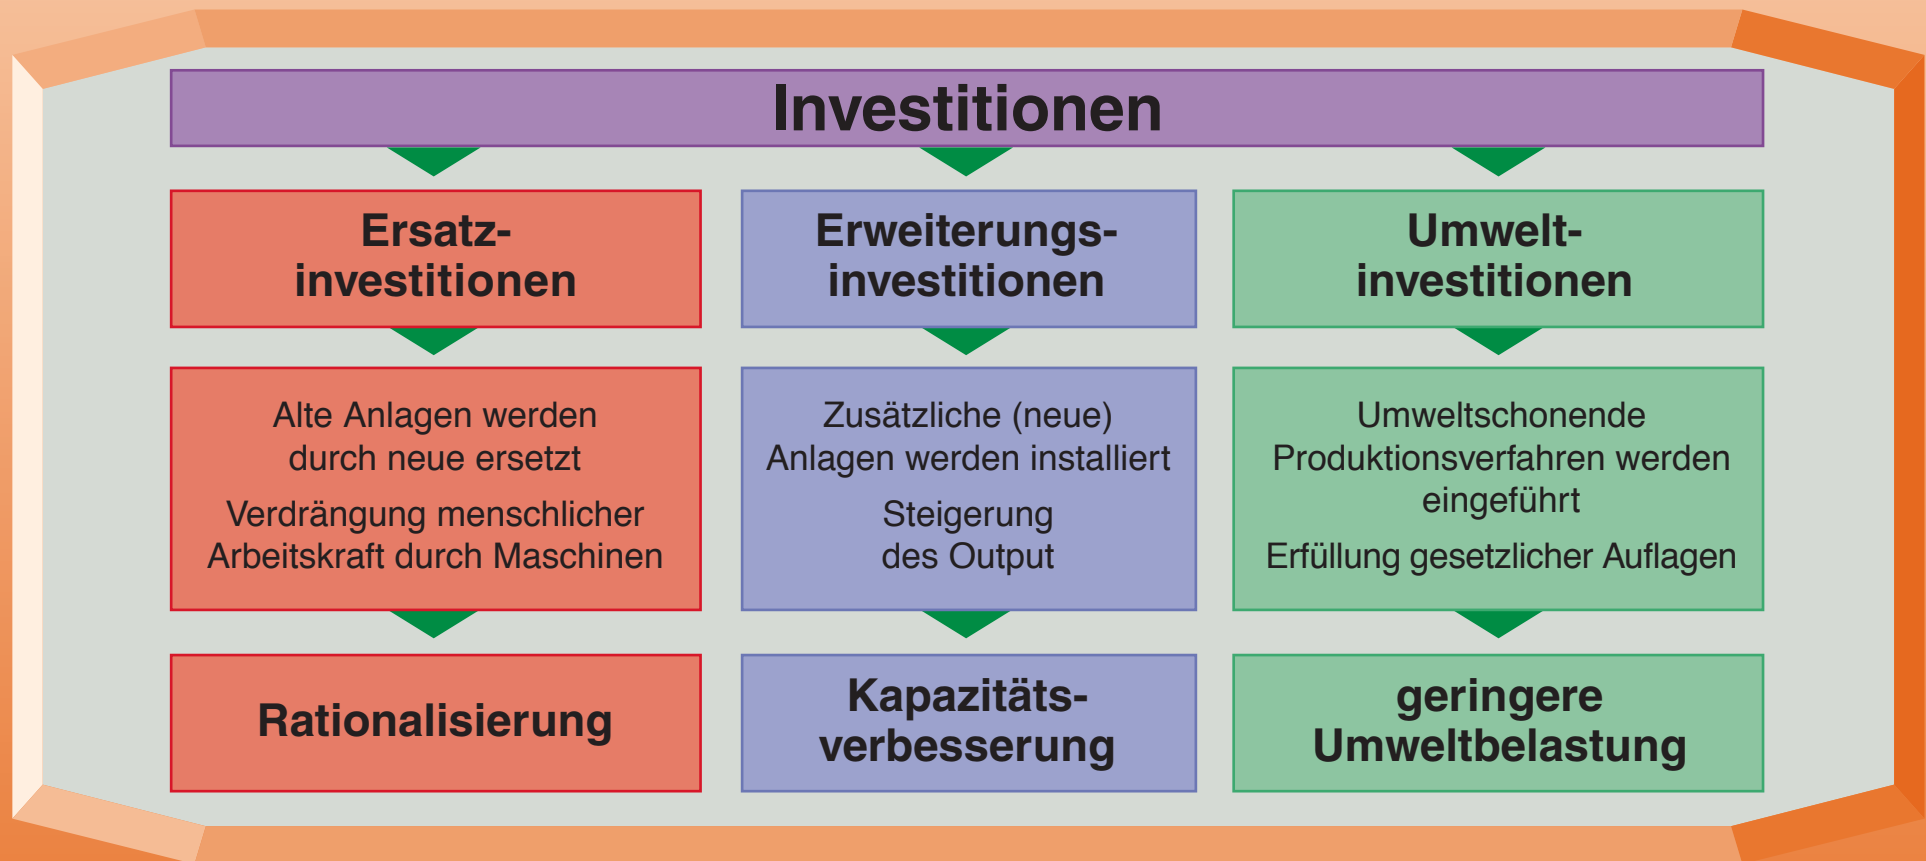 Investitionen
Ersatz-
investitionen
Alte Anlagen werden
durch neue ersetzt
Verdrängung menschlicher
Arbeitskraft durch Maschinen
Rationalisierung
Erweiterungs-
investitionen
Zusätzliche (neue)
Anlagen werden installiert
Steigerung
des Output
Kapazitäts-
verbesserung
Umwelt-
investitionen
Umweltschonende
Produktionsverfahren werden
eingeführt
Erfüllung gesetzlicher Auflagen
geringere
Umweltbelastung